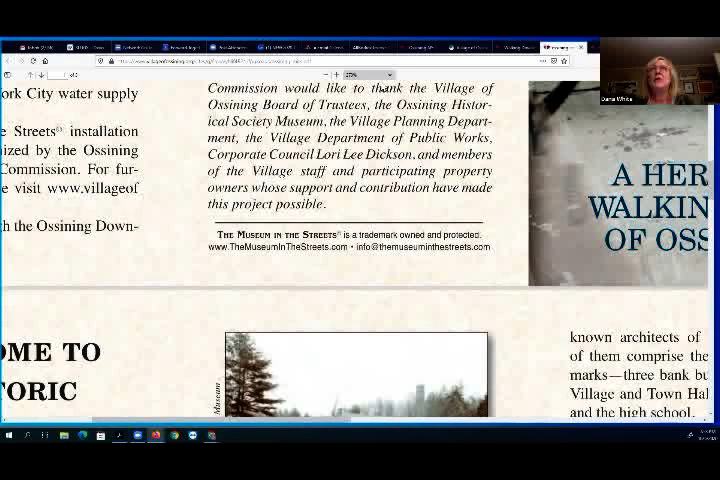 ork City water supply
e Streets® installation
nized by the Ossining
Commission. For fur-
e visit www.villageof
h the Ossining Down-
Commission would like to thank the Village of
Ossining Board of Trustees, the Ossining Histor-
ical Society Museum, the Village Planning Depart-
ment, the Village Department of Public Works,
Corporate Council Lori Lee Dickson, and members
of the Village staff and participating property
owners whose support and contribution have made
this project possible.
THE MUSEUM IN THE STREETS® is a trademark owned and protected.
www.TheMuseumInTheStreets.com • info@themuseuminthestreets.com
Dana White
A HER
WALKIN
OF OSS
OME TO
TORIC
Museum
known architects of
of them comprise the
marks—three bank bu
Village and Town Hal
and the high school.